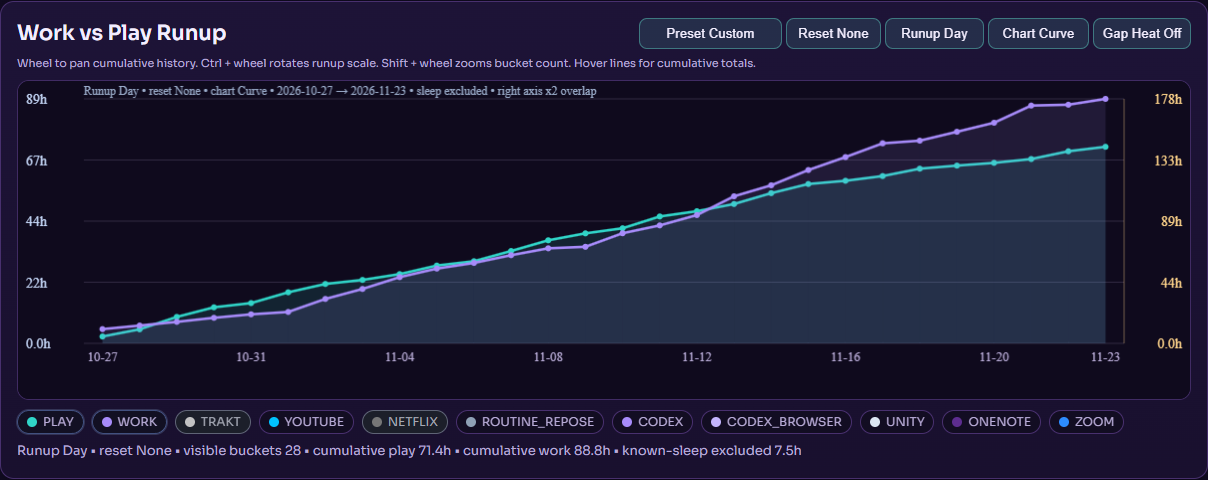 Work vs Play Runup
Preset Custom
Reset None
Runup Day
Chart Curve
Gap Heat Off
Wheel to pan cumulative history. Ctrl + wheel rotates runup scale. Shift + wheel zooms bucket count. Hover lines for cumulative totals.
Runup Day • reset None • chart Curve • 2026-10-27 → 2026-11-23 • sleep excluded • right axis x2 overlap
89h
178h
67h
133h
44h
89h
22h
44h
0.0h
0.0h
10-27
10-31
11-04
11-08
11-12
11-16
11-20
11-23
PLAY
WORK
TRAKT
YOUTUBE
NETFLIX
ROUTINE_REPOSE
CODEX
CODEX_BROWSER
UNITY
ONENOTE
ZOOM
Runup Day • reset None • visible buckets 28 • cumulative play 71.4h • cumulative work 88.8h • known-sleep excluded 7.5h